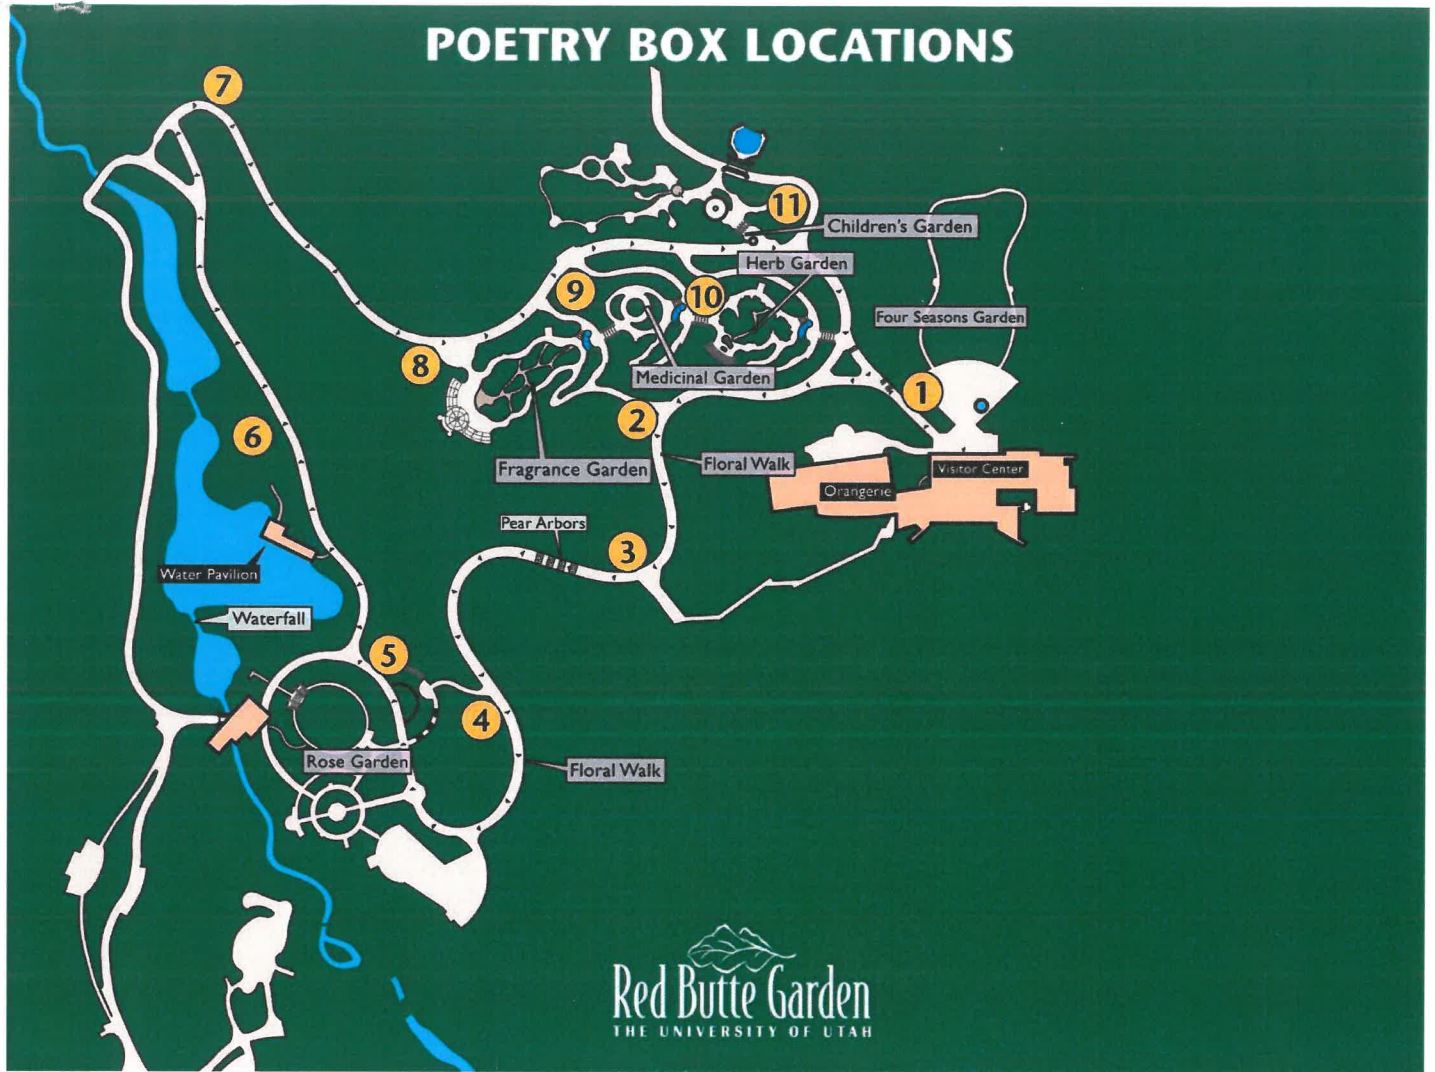 POETRY BOX LOCATIONS
7
11
Children's Garden
Herb Garden
9
10
Four Seasons Garden
8
Medicinal Garden
1
2
6
Fragrance Garden
Floral Walk
Visitor Center
Orangerie
Pear Arbors
3
Water Pavilion
Waterfall
5
4
Rose Garden
Floral Walk
Red Butte Garden
THE UNIVERSITY OF UTAH